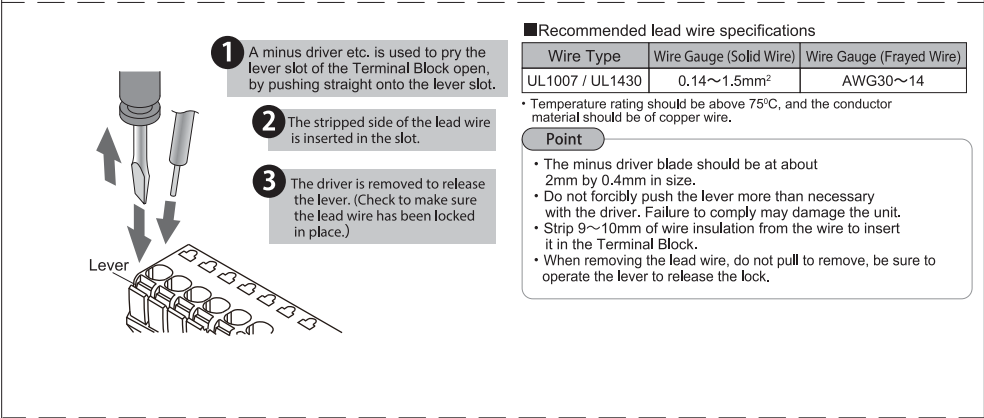 1
A minus driver etc. is used to pry the
lever slot of the Terminal Block open,
by pushing straight onto the lever slot.
2
The stripped side of the lead wire
is inserted in the slot.
3
The driver is removed to release
the lever. (Check to make sure
the lead wire has been locked
in place.)
Lever
■Recommended lead wire specifications
Wire Type Wire Gauge (Solid Wire) Wire Gauge (Frayed Wire)
UL1007 / UL1430 0.14～1.5mm² AWG30～14
・Temperature rating should be above 75⁰C, and the conductor
material should be of copper wire.
Point
・The minus driver blade should be at about
2mm by 0.4mm in size.
・Do not forcibly push the lever more than necessary
with the driver. Failure to comply may damage the unit.
・Strip 9～10mm of wire insulation from the wire to insert
it in the Terminal Block.
・When removing the lead wire, do not pull to remove, be sure to
operate the lever to release the lock.